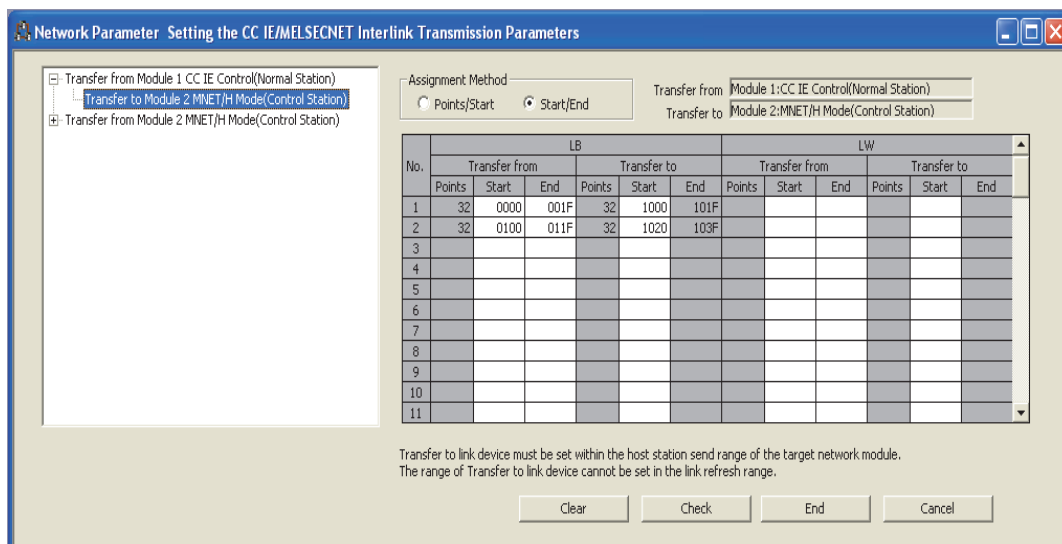 Network Parameter Setting the CC IE/MELSECNET Interlink Transmission Parameters
Transfer from Module 1 CC IE Control(Normal Station)
Transfer to Module 2 MNET/H Mode(Control Station)
Transfer from Module 2 MNET/H Mode(Control Station)
Assignment Method
Points/Start Start/End
Transfer from Module 1:CC IE Control(Normal Station)
Transfer to Module 2:MNET/H Mode(Control Station)
No. LB LW
Transfer from Transfer to Transfer from Transfer to
Points Start End Points Start End Points Start End Points Start End
1 32 0000 001F 32 1000 101F
2 32 0100 011F 32 1020 103F
3
4
5
6
7
8
9
10
11
Transfer to link device must be set within the host station send range of the target network module.
The range of Transfer to link device cannot be set in the link refresh range.
Clear Check End Cancel